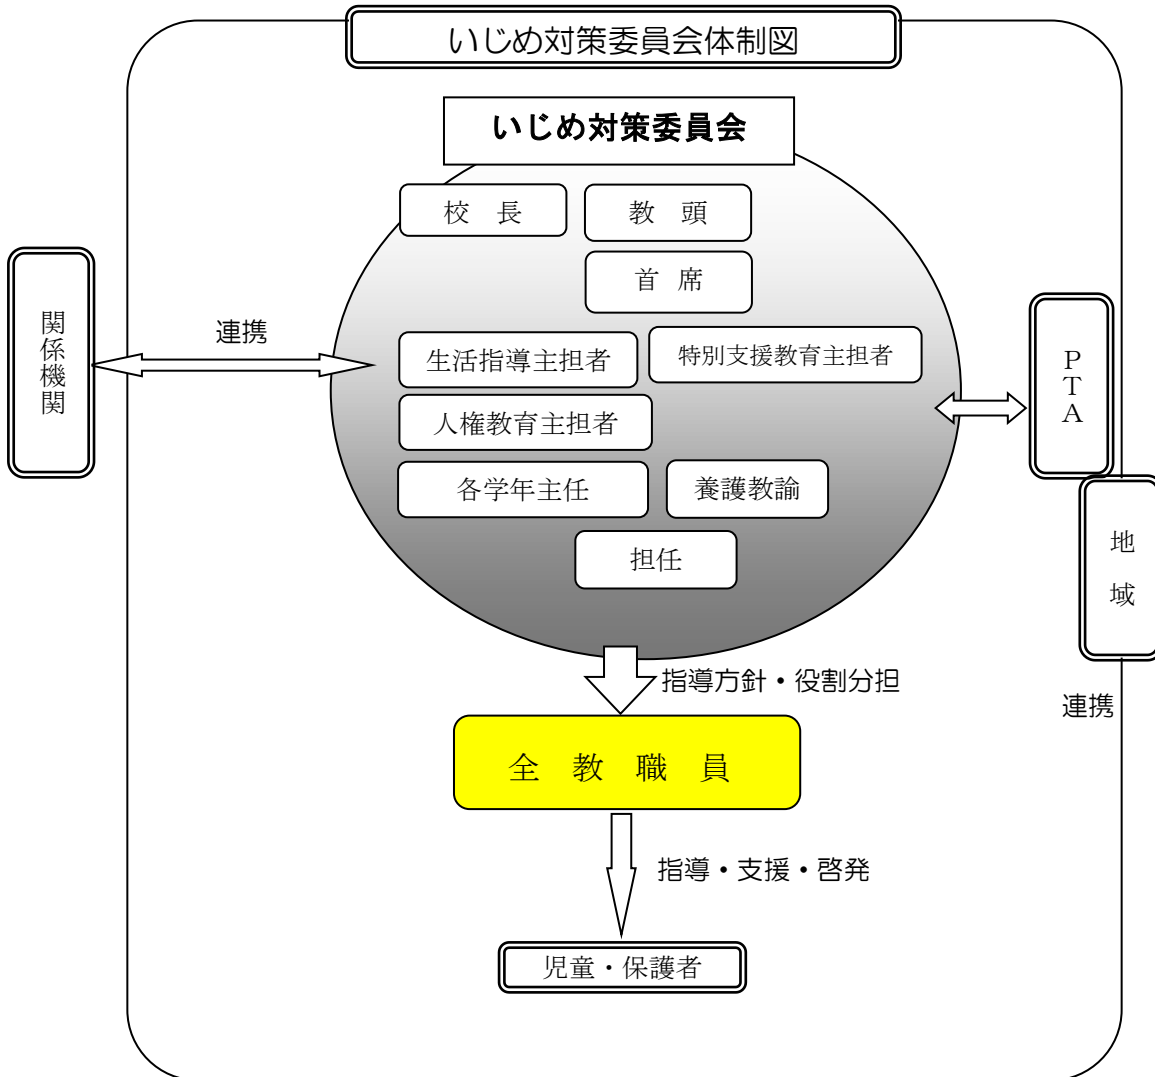 いじめ対策委員会体制図
いじめ対策委員会
校 長
教 頭
首 席
関係機関
連携
生活指導主担者
特別支援教育主担者
人権教育主担者
各学年主任
養護教諭
担任
PTA
地域
連携
指導方針・役割分担
全 教 職 員
指導・支援・啓発
児童・保護者